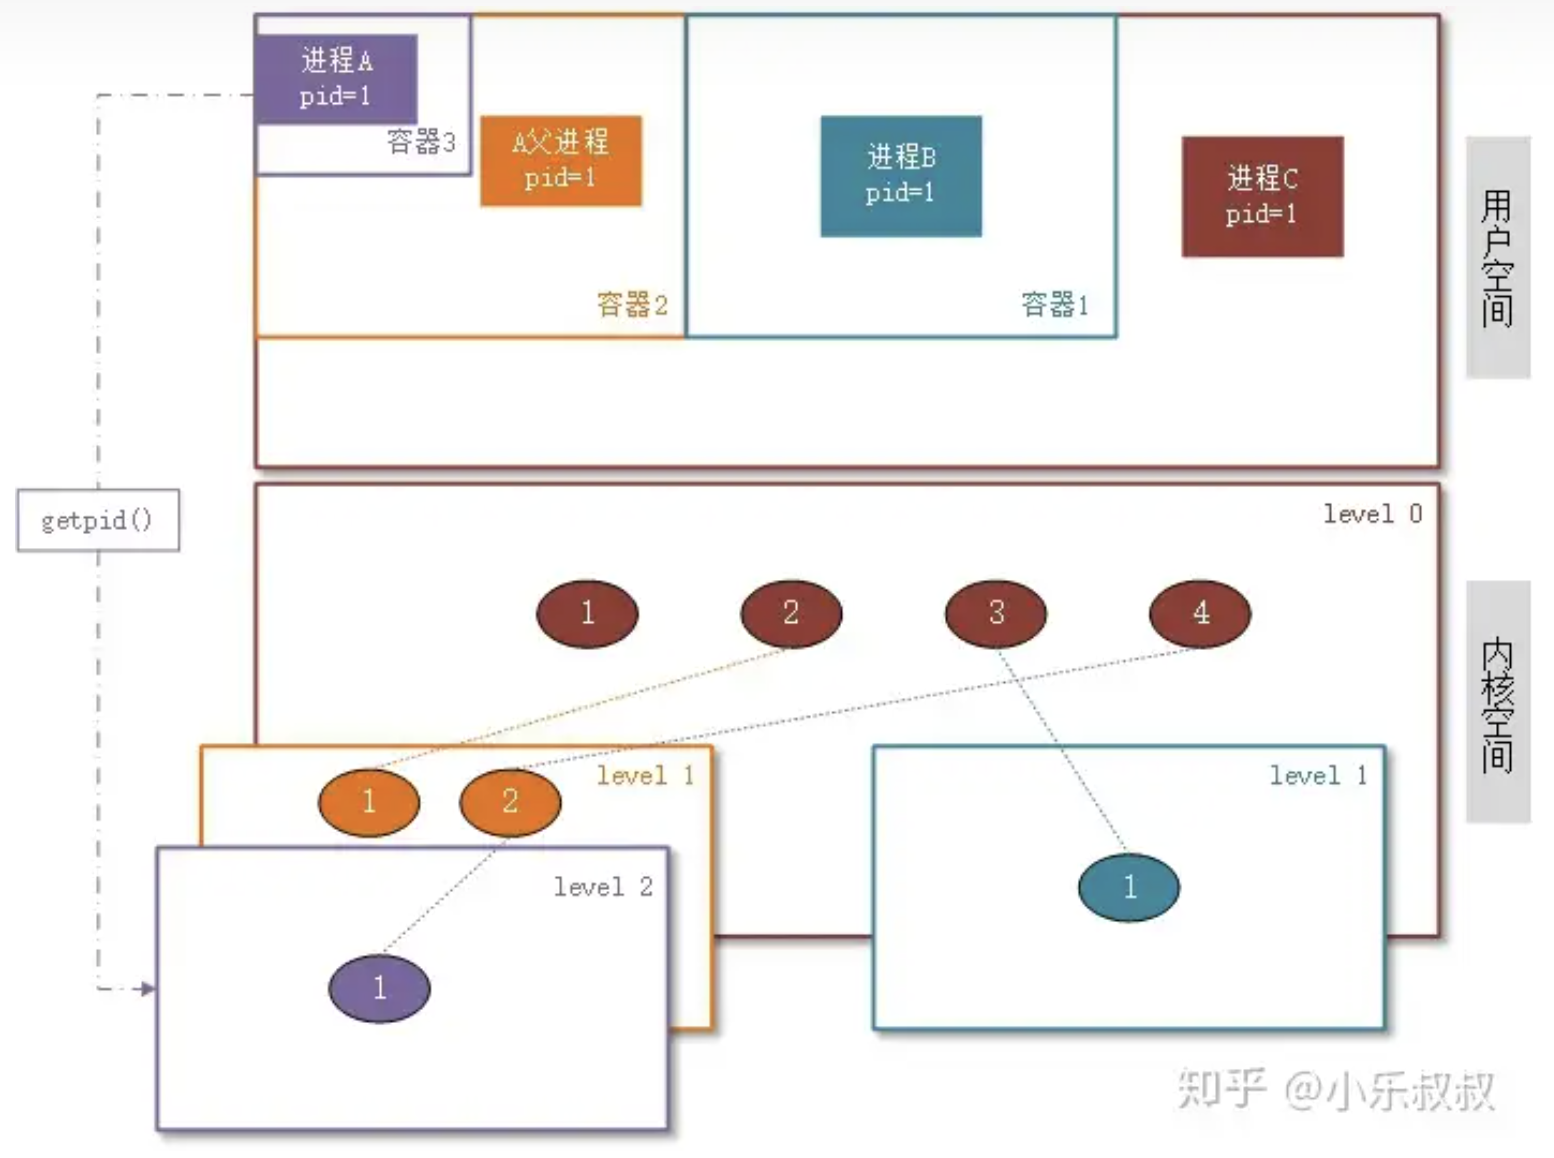 进程A
pid=1
容器3
A父进程
pid=1
容器2
进程B
pid=1
容器1
进程C
pid=1
用户空间
getpid()
level 0
1
2
3
4
level 1
1
2
level 2
1
level 1
1
内核空间
知乎 @小乐叔叔